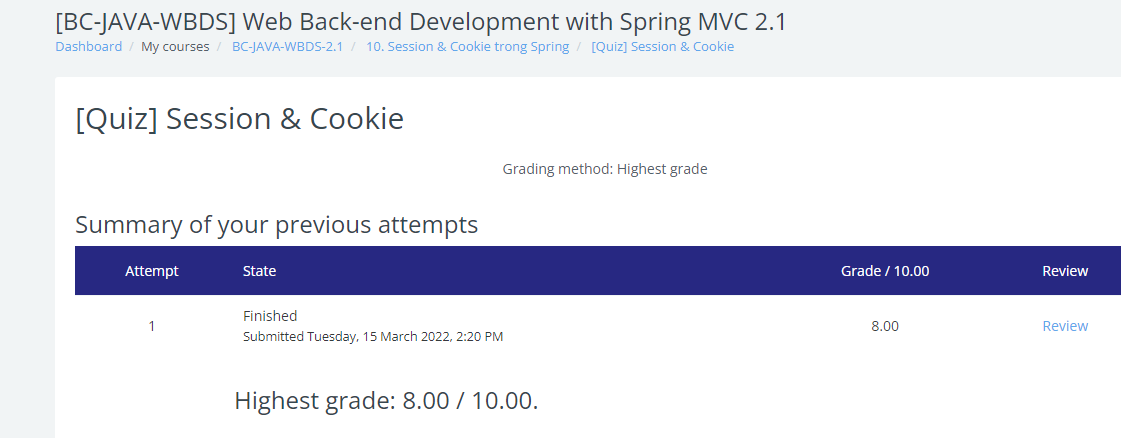 [BC-JAVA-WBDS] Web Back-end Development with Spring MVC 2.1
Dashboard / My courses / BC-JAVA-WBDS-2.1 / 10. Session & Cookie trong Spring / [Quiz] Session & Cookie
[Quiz] Session & Cookie
Grading method: Highest grade
Summary of your previous attempts
Attempt State Grade / 10.00 Review
Finished
1 8.00 Review
Submitted Tuesday, 15 March 2022, 2:20 PM
Highest grade: 8.00 / 10.00.